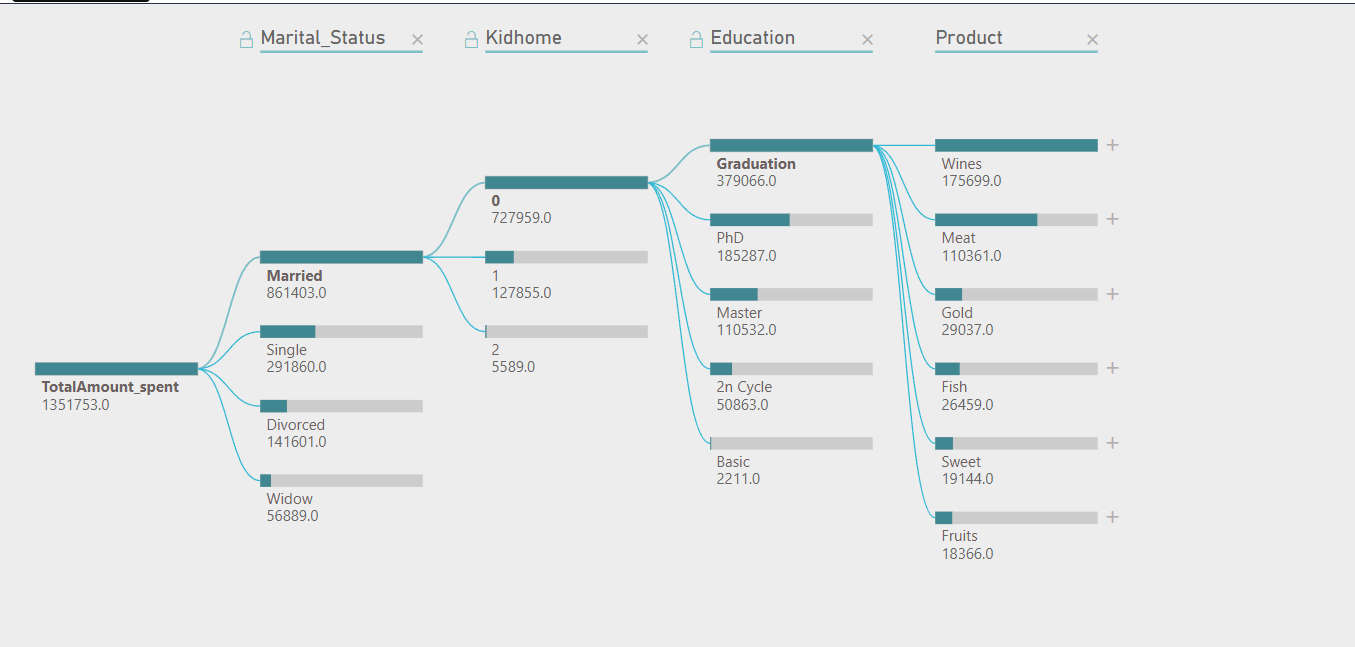 Marital_Status
Kidhome
Education
Product
TotalAmount_spent
1351753.0
Married
861403.0
Single
291860.0
Divorced
141601.0
Widow
56889.0
0
727959.0
1
127855.0
2
5589.0
Graduation
379066.0
PhD
185287.0
Master
110532.0
2n Cycle
50863.0
Basic
2211.0
Wines
175699.0
Meat
110361.0
Gold
29037.0
Fish
26459.0
Sweet
19144.0
Fruits
18366.0